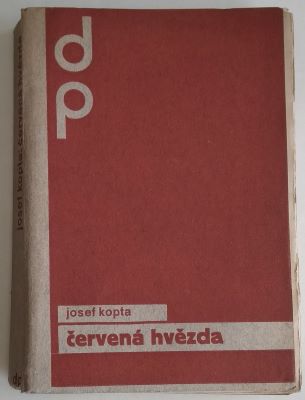 d
p
josef kopta
červená hvězda
josef kopta: červená hvězda
dp